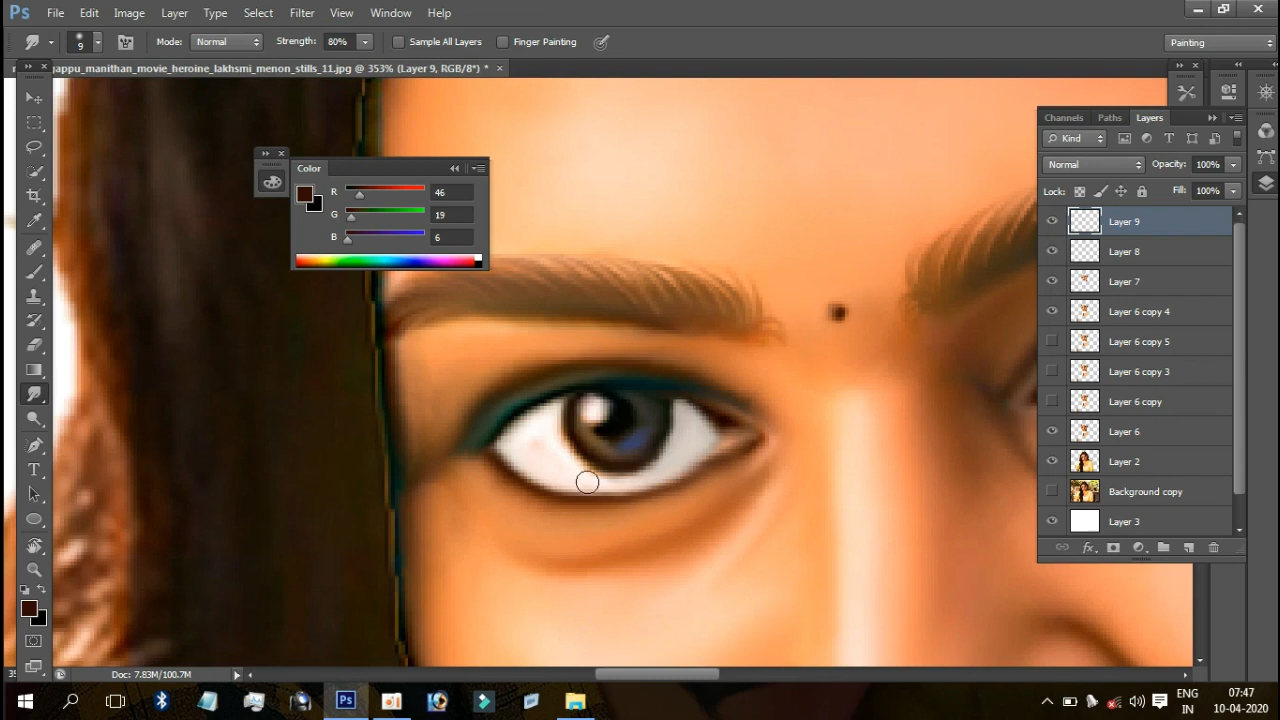 Ps File Edit Image Layer Type Select Filter View Window Help
9 Mode: Normal Strength: 80% Sample All Layers Finger Painting Painting
appu_manithan_movie_heroine_lakhsmi_menon_stills_11.jpg @ 353% (Layer 9, RGB/8*) *
Channels Paths Layers
Kind
Normal Opacity: 100%
Lock: Fill: 100%
Color
R 46
G 19
B 6
Layer 9
Layer 8
Layer 7
Layer 6 copy 4
Layer 6 copy 5
Layer 6 copy 3
Layer 6 copy
Layer 6
Layer 2
Background copy
Layer 3
T
fx
Doc: 7.83M/100.7M
Ps
ENG
IN
07:47
10-04-2020